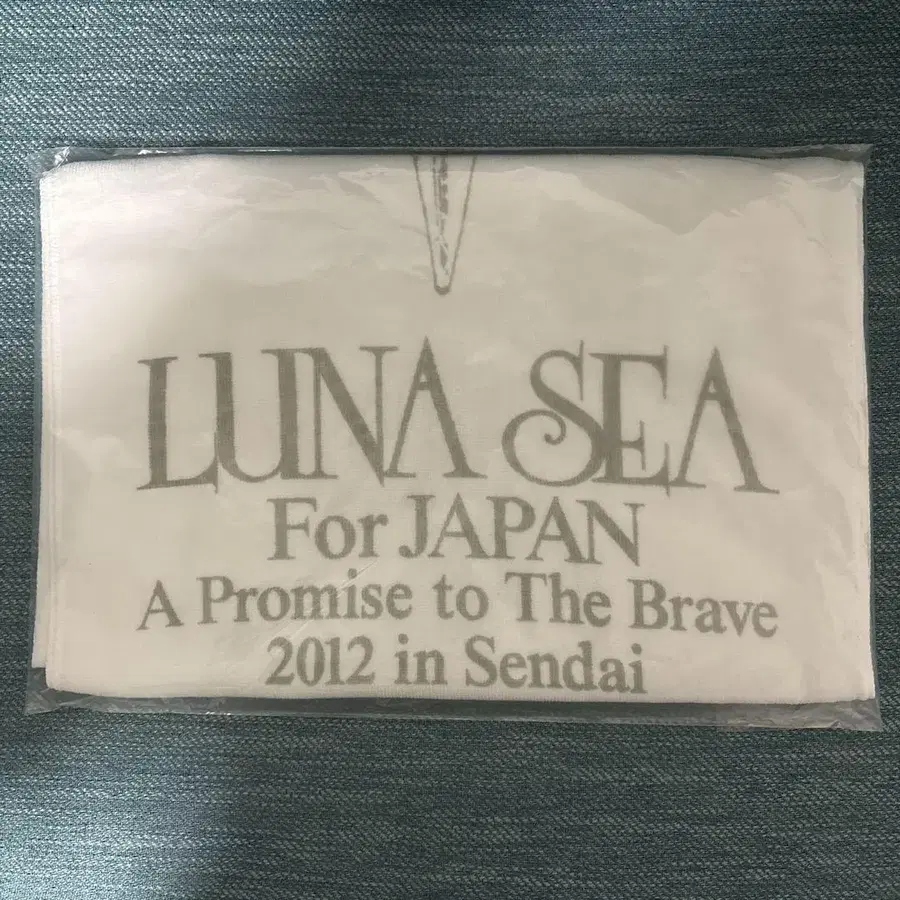 LUNA SEA
For JAPAN
A Promise to The Brave
2012 in Sendai